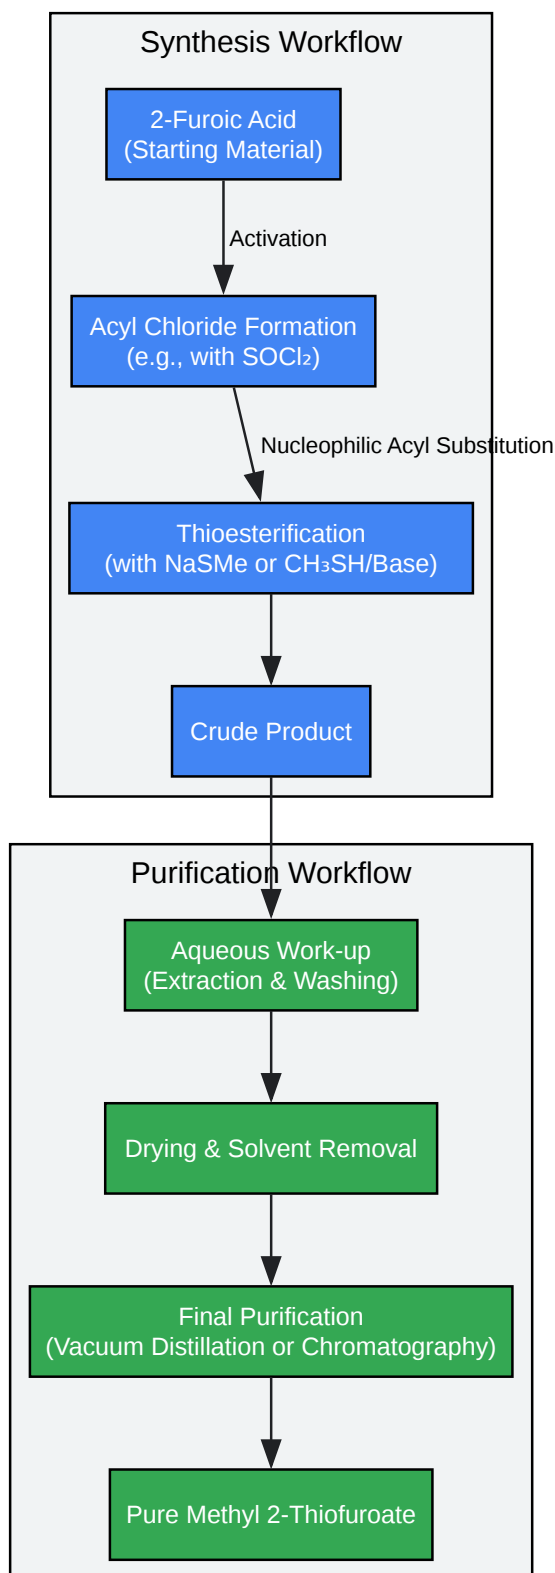 Synthesis Workflow
2-Furoic Acid
(Starting Material)
Activation
Acyl Chloride Formation
(e.g., with SOCl₂)
Nucleophilic Acyl Substitution
Thioesterification
(with NaSMe or CH₃SH/Base)
Crude Product
Purification Workflow
Aqueous Work-up
(Extraction & Washing)
Drying & Solvent Removal
Final Purification
(Vacuum Distillation or Chromatography)
Pure Methyl 2-Thiofuroate